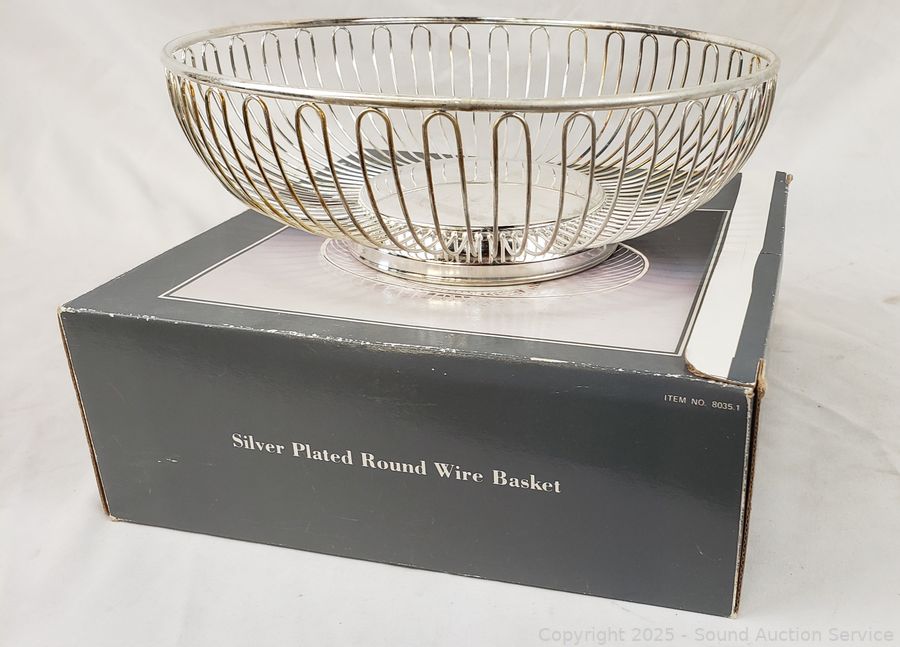 ITEM NO. 8035.1
Silver Plated Round Wire Basket
Copyright 2025 - Sound Auction Service